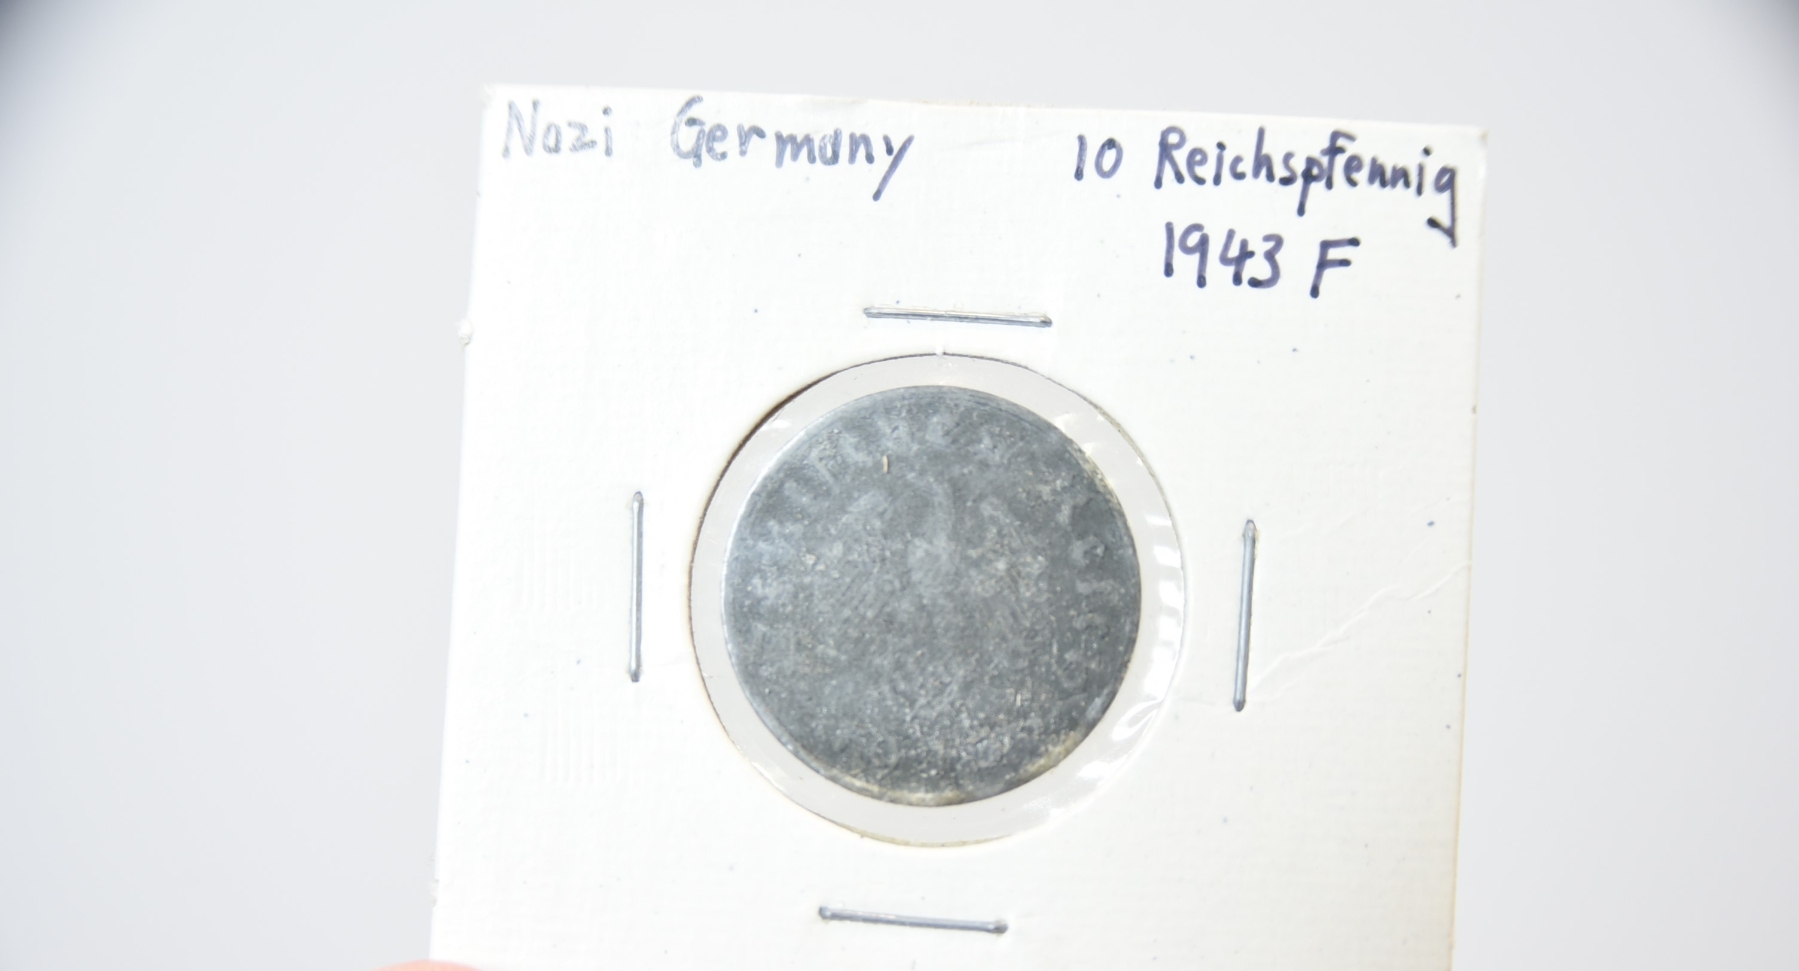 Nazi Germany 10 Reichspfennig
1943 F